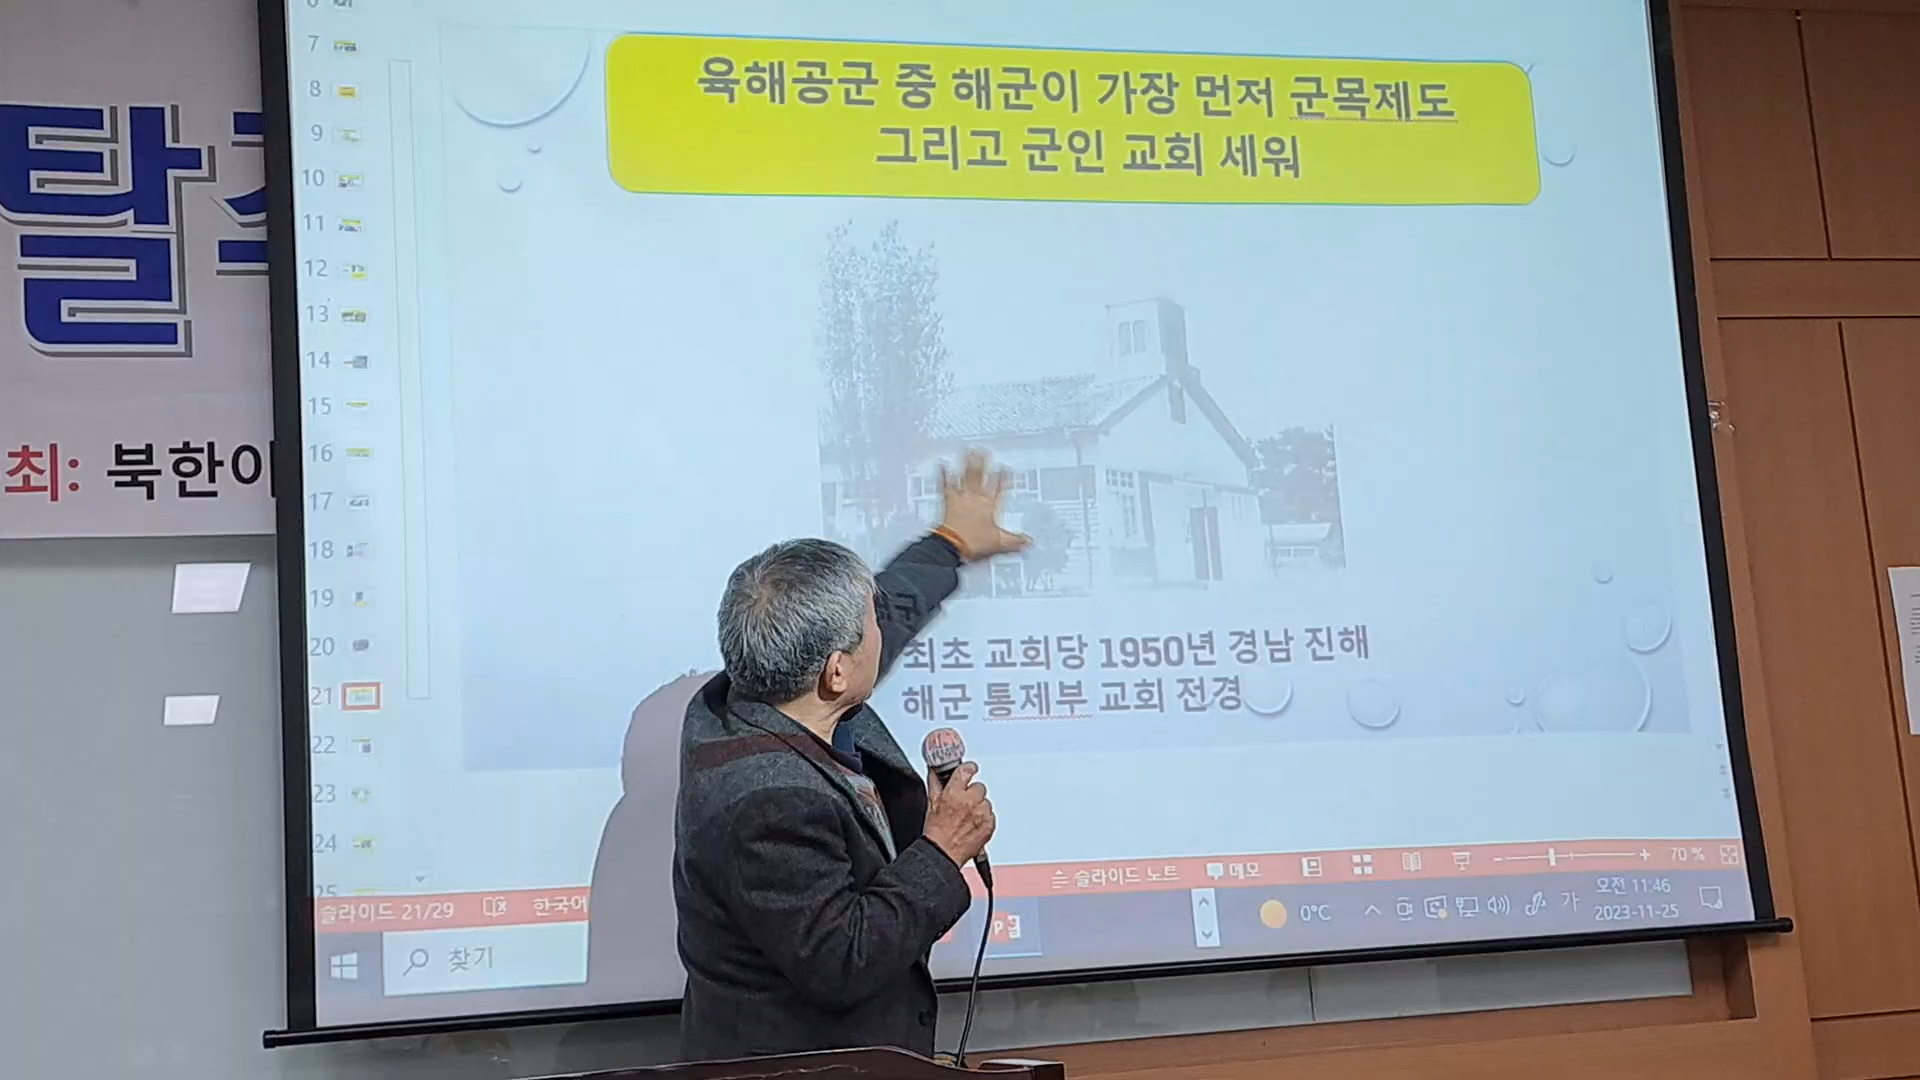 탈
최: 북한이
육해공군 중 해군이 가장 먼저 군목제도
그리고 군인 교회 세워
최초 교회당 1950년 경남 진해
해군 통제부 교회 전경
7
8
9
10
11
12
13
14
15
16
17
18
19
20
21
22
23
24
25
슬라이드 21/29 한국어
슬라이드 노트 메모 70 %
찾기
0°C 가 오전 11:46
2023-11-25